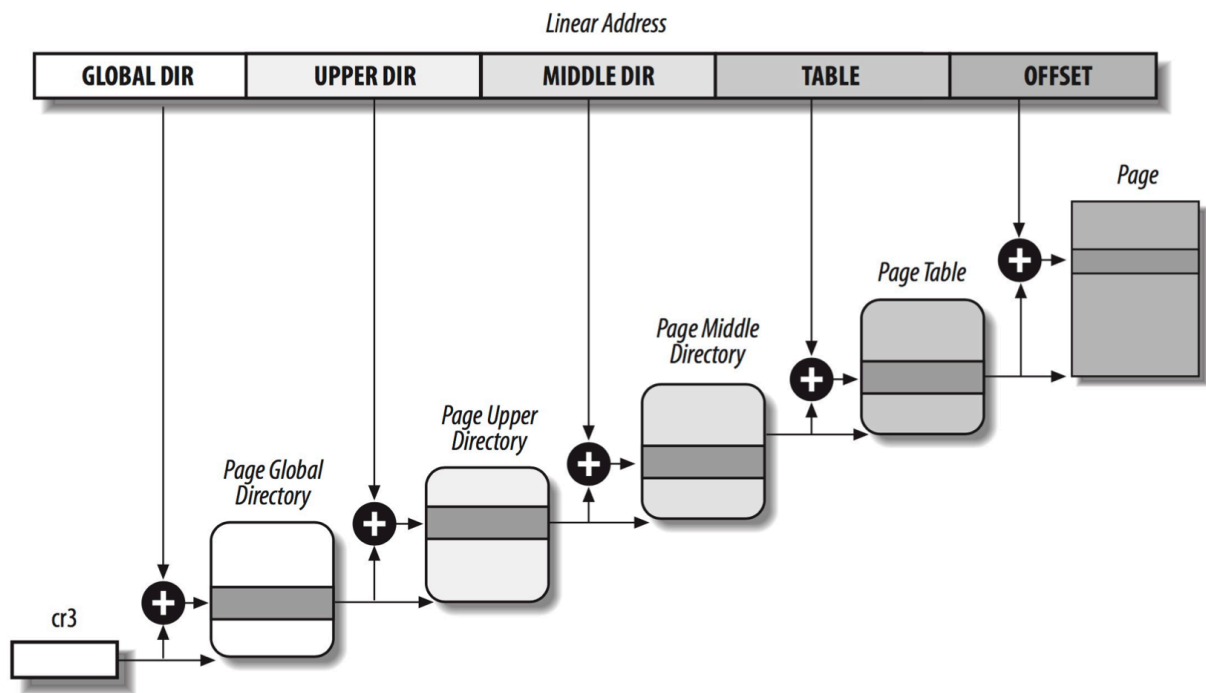 Linear Address
GLOBAL DIR
UPPER DIR
MIDDLE DIR
TABLE
OFFSET
Page
Page Table
Page Middle
Directory
Page Upper
Directory
Page Global
Directory
cr3